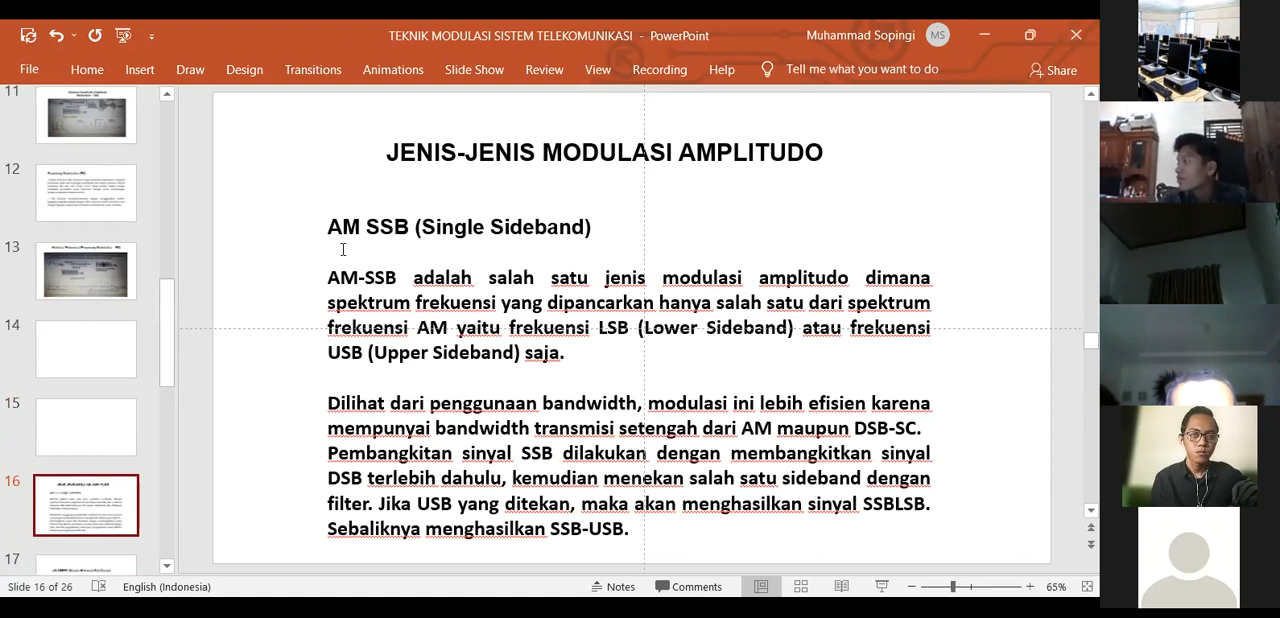 TEKNIK MODULASI SISTEM TELEKOMUNIKASI - PowerPoint
Muhammad Sopingi
MS
File Home Insert Draw Design Transitions Animations Slide Show Review View Recording Help Tell me what you want to do Share
11
12
13
14
15
16
17
JENIS-JENIS MODULASI AMPLITUDO
AM SSB (Single Sideband)
AM-SSB adalah salah satu jenis modulasi amplitudo dimana
spektrum frekuensi yang dipancarkan hanya salah satu dari spektrum
frekuensi AM yaitu frekuensi LSB (Lower Sideband) atau frekuensi
USB (Upper Sideband) saja.
Dilihat dari penggunaan bandwidth, modulasi ini lebih efisien karena
mempunyai bandwidth transmisi setengah dari AM maupun DSB-SC.
Pembangkitan sinyal SSB dilakukan dengan membangkitkan sinyal
DSB terlebih dahulu, kemudian menekan salah satu sideband dengan
filter. Jika USB yang ditekan, maka akan menghasilkan sinyal SSBLSB.
Sebaliknya menghasilkan SSB-USB.
Slide 16 of 26 English (Indonesia) Notes Comments 65%